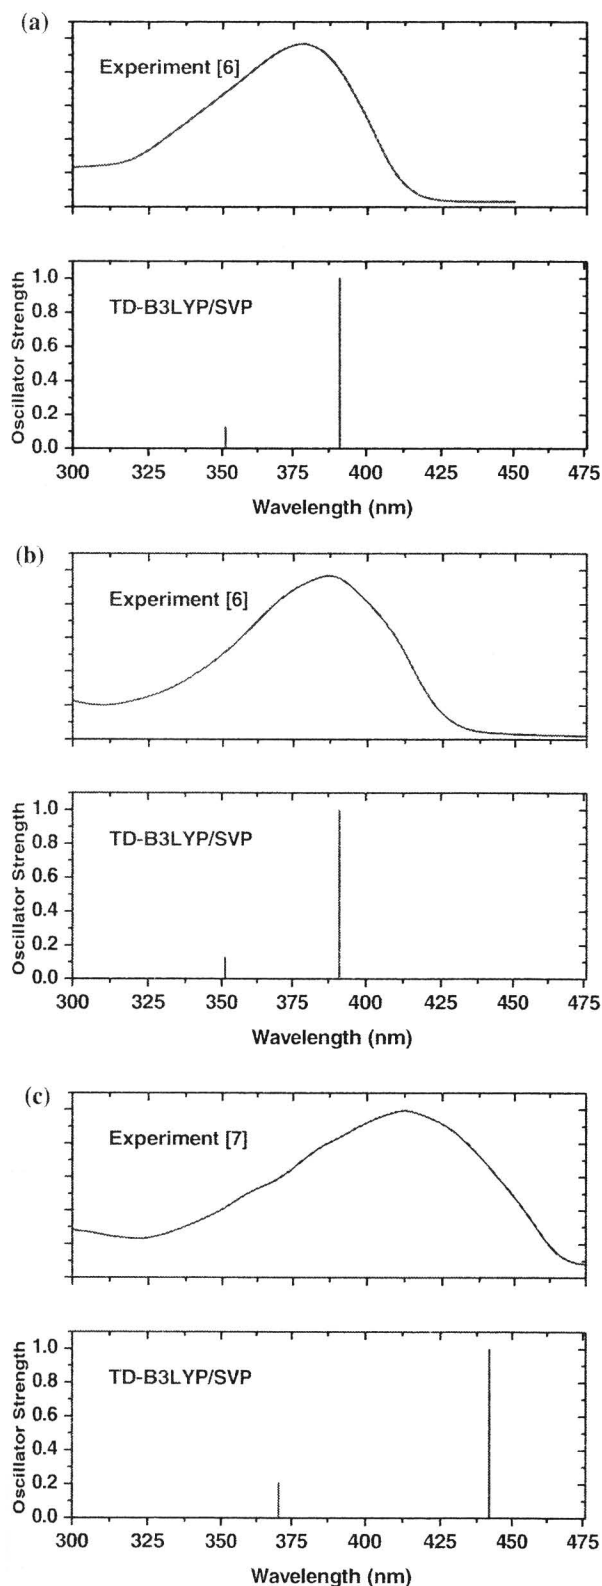 (a)
Experiment [6]
TD-B3LYP/SVP
Oscillator Strength
1.0
0.8
0.6
0.4
0.2
0.0
300 325 350 375 400 425 450 475
Wavelength (nm)
(b)
Experiment [6]
TD-B3LYP/SVP
Oscillator Strength
1.0
0.8
0.6
0.4
0.2
0.0
300 325 350 375 400 425 450 475
Wavelength (nm)
(c)
Experiment [7]
TD-B3LYP/SVP
Oscillator Strength
1.0
0.8
0.6
0.4
0.2
0.0
300 325 350 375 400 425 450 475
Wavelength (nm)